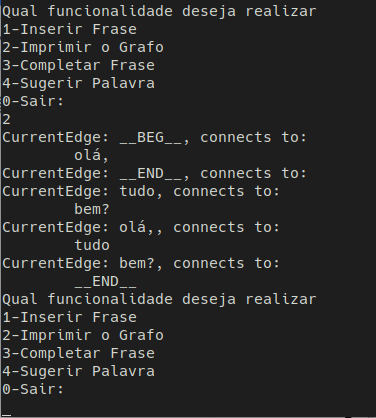 Qual funcionalidade deseja realizar
1-Inserir Frase
2-Imprimir o Grafo
3-Completar Frase
4-Sugerir Palavra
0-Sair:
2
CurrentEdge: __BEG__, connects to:
olá,
CurrentEdge: __END__, connects to:
CurrentEdge: tudo, connects to:
bem?
CurrentEdge: olá,, connects to:
tudo
CurrentEdge: bem?, connects to:
__END__
Qual funcionalidade deseja realizar
1-Inserir Frase
2-Imprimir o Grafo
3-Completar Frase
4-Sugerir Palavra
0-Sair: